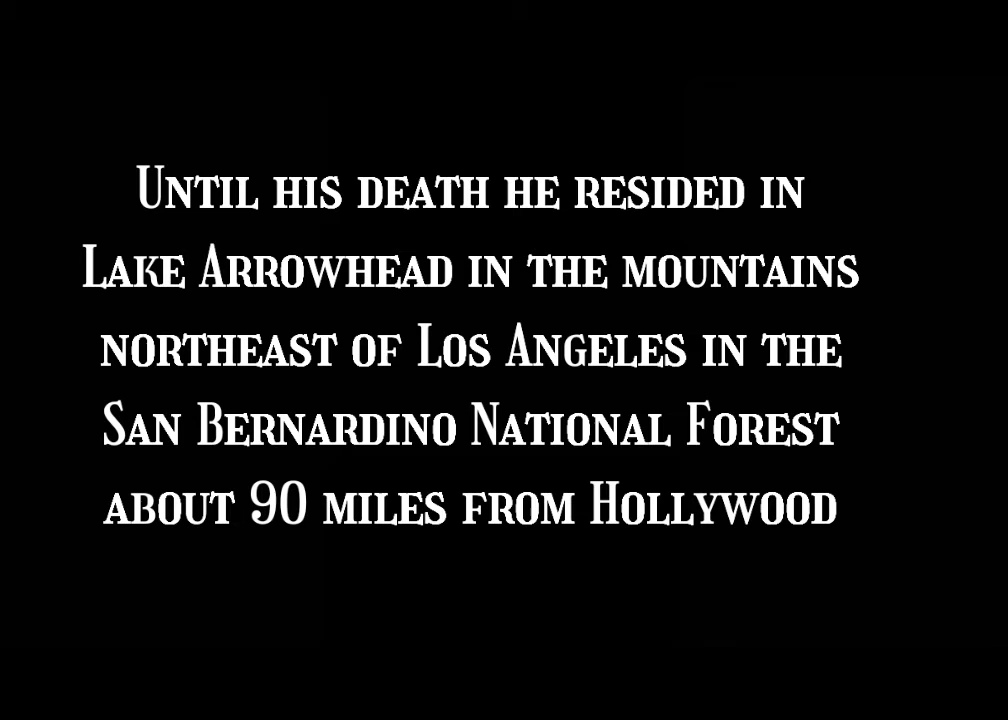 Until his death he resided in
Lake Arrowhead in the mountains
northeast of Los Angeles in the
San Bernardino National Forest
about 90 miles from Hollywood